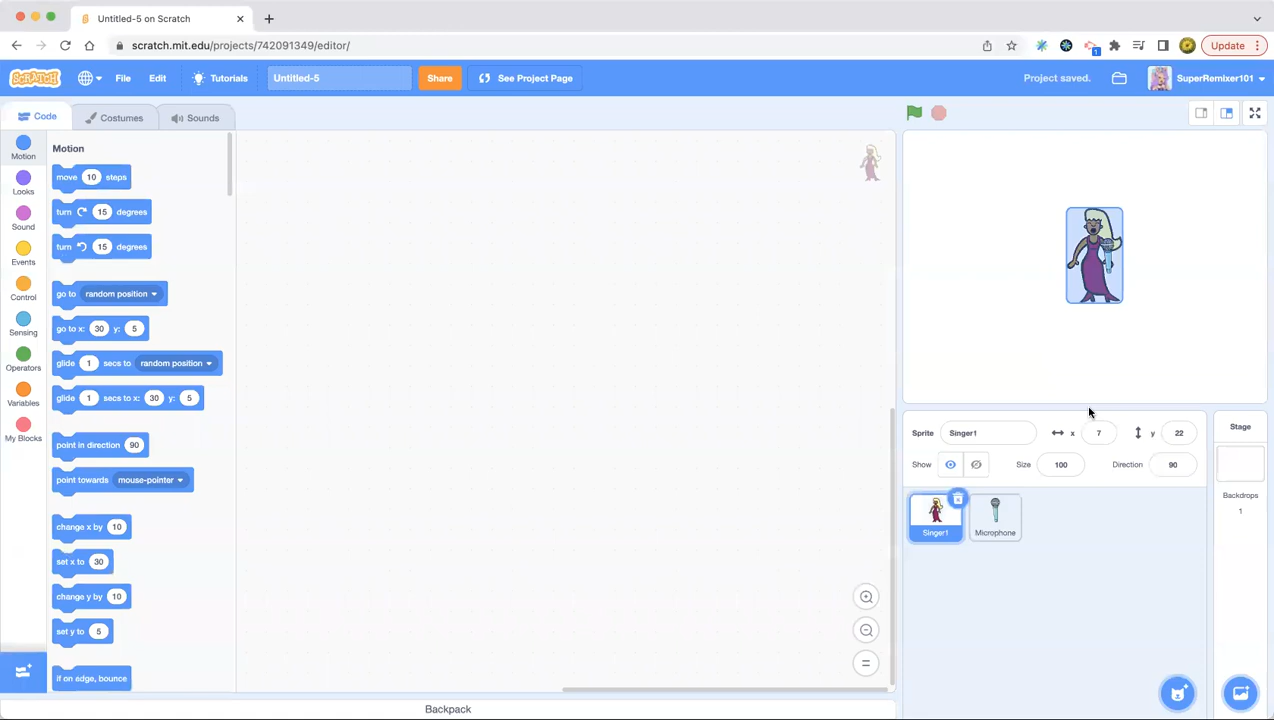 Untitled-5 on Scratch
scratch.mit.edu/projects/742091349/editor/
1
Update
SCRATCH
File
Edit
Tutorials
Untitled-5
Share
See Project Page
Project saved.
SuperRemixer101
Code
Costumes
Sounds
Motion
Looks
Sound
Events
Control
Sensing
Operators
Variables
My Blocks
Motion
move 10 steps
turn 15 degrees
turn 15 degrees
go to random position
go to x: 30 y: 5
glide 1 secs to random position
glide 1 secs to x: 30 y: 5
point in direction 90
point towards mouse-pointer
change x by 10
set x to 30
change y by 10
set y to 5
if on edge, bounce
Sprite Singer1 x 7 y 22
Show Size 100 Direction 90
Singer1
Microphone
Stage
Backdrops
1
Backpack